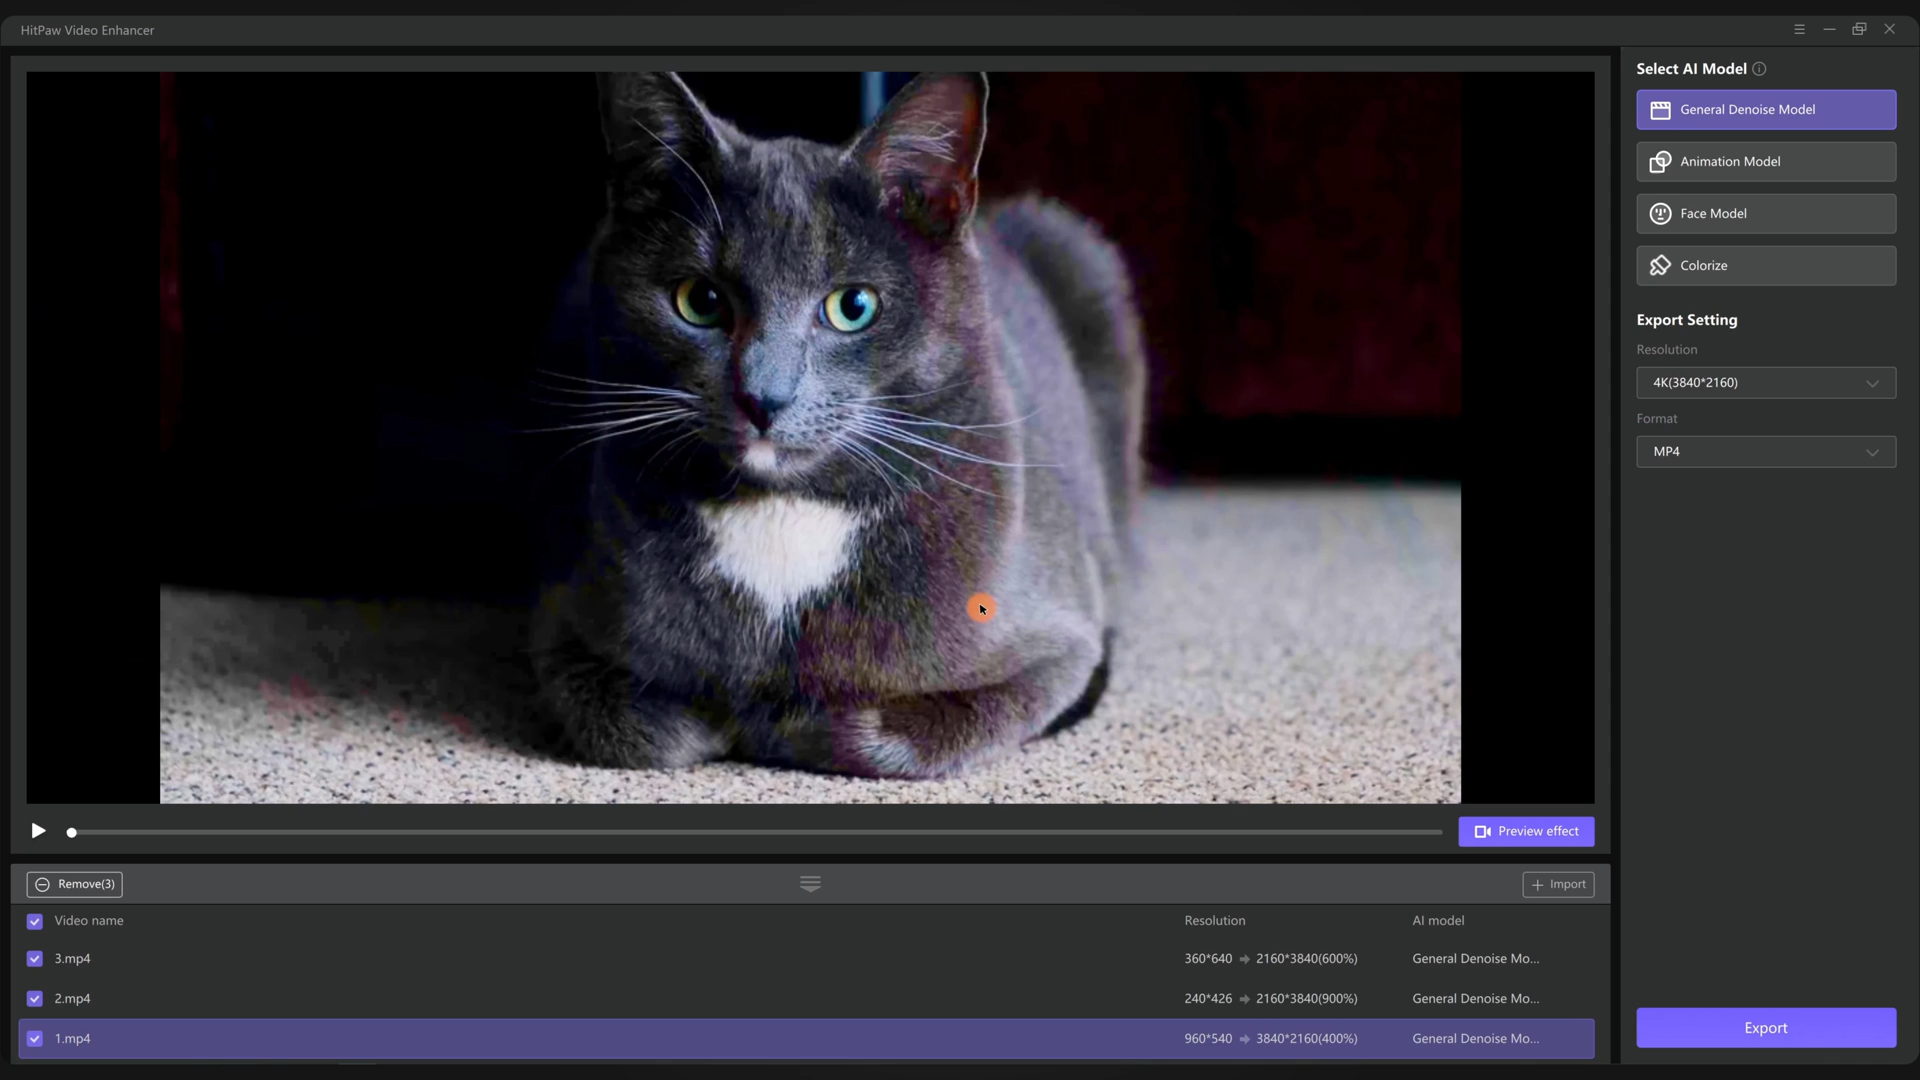 HitPaw Video Enhancer
Select AI Model
General Denoise Model
Animation Model
Face Model
Colorize
Export Setting
Resolution
4K(3840*2160)
Format
MP4
Preview effect
Remove(3)
Import
Video name Resolution AI model
3.mp4 360*640 2160*3840(600%) General Denoise Mo...
2.mp4 240*426 2160*3840(900%) General Denoise Mo...
1.mp4 960*540 3840*2160(400%) General Denoise Mo...
Export